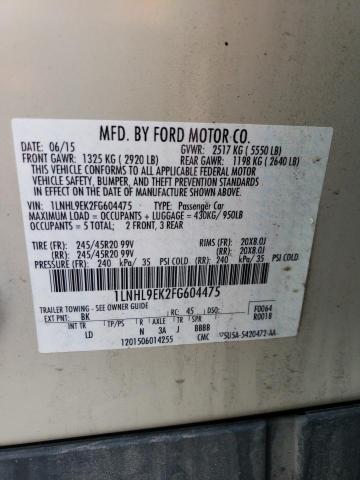 MFD. BY FORD MOTOR CO.
DATE: 06/15 GVWR: 2517 KG ( 5550 LB)
FRONT GAWR: 1325 KG ( 2920 LB) REAR GAWR: 1198 KG ( 2640 LB)
THIS VEHICLE CONFORMS TO ALL APPLICABLE FEDERAL MOTOR
VEHICLE SAFETY, BUMPER, AND THEFT PREVENTION STANDARDS IN
EFFECT ON THE DATE OF MANUFACTURE SHOWN ABOVE.
VIN: 1LNHL9EK2FG604475 TYPE: Passenger Car
MAXIMUM LOAD = OCCUPANTS + LUGGAGE = 430KG/950LB
OCCUPANTS = 5 TOTAL: 2 FRONT, 3 REAR
TIRE (FR): 245/45R20 99V RIMS (FR): 20X8.0J
(RR): 245/45R20 99V (RR): 20X8.0J
PRESSURE (FR): 240 kPa/ 35 PSI COLD (RR): 240 kPa/ 35 PSI COLD
1LNHL9EK2FG604475
TRAILER TOWING - SEE OWNER GUIDE
RC: 45 DSO: F0064
EXT PNT: BK R0018
INT TR TP/PS R AXLE TR SPR
LD N 3A J BBBB
1201506014255 CMC 5U5A-5420472-AA